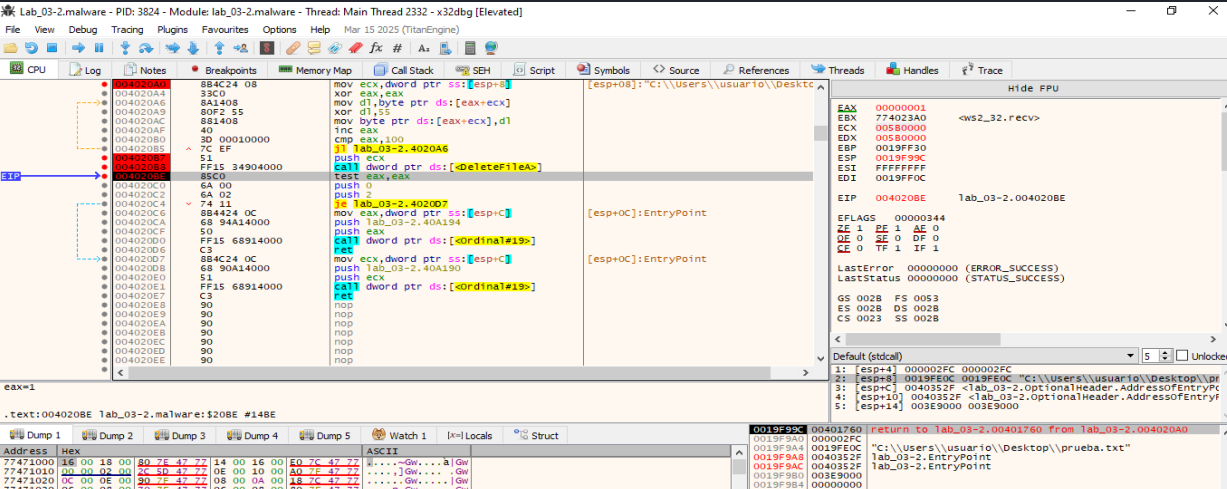 Lab_03-2.malware - PID: 3824 - Module: lab_03-2.malware - Thread: Main Thread 2332 - x32dbg [Elevated]
File View Debug Tracing Plugins Favourites Options Help Mar 15 2025 (TitanEngine)
CPU Log Notes Breakpoints Memory Map Call Stack SEH Script Symbols Source References Threads Handles Trace
004020A0 8B4C24 08 mov ecx,dword ptr ss:[esp+8] [esp+08]:"C:\\Users\\usuario\\Deskto
004020A4 33C0 xor eax,eax
004020A6 8A1408 mov dl,byte ptr ds:[eax+ecx]
004020A9 80F2 55 xor dl,55
004020AC 881408 mov byte ptr ds:[eax+ecx],dl
004020AF 40 inc eax
004020B0 3D 00010000 cmp eax,100
004020B5 7C EF jl lab_03-2.4020A6
004020B7 51 push ecx
004020B8 FF15 34904000 call dword ptr ds:[<DeleteFileA>]
EIP 004020BE 85C0 test eax,eax
004020C0 6A 00 push 0
004020C2 6A 02 push 2
004020C4 74 11 je lab_03-2.4020D7
004020C6 8B4424 0C mov eax,dword ptr ss:[esp+C] [esp+0C]:EntryPoint
004020CA 68 94A14000 push lab_03-2.40A194
004020CF 50 push eax
004020D0 FF15 68914000 call dword ptr ds:[<Ordinal#19>]
004020D6 C3 ret
004020D7 8B4C24 0C mov ecx,dword ptr ss:[esp+C] [esp+0C]:EntryPoint
004020DB 68 90A14000 push lab_03-2.40A190
004020E0 51 push ecx
004020E1 FF15 68914000 call dword ptr ds:[<Ordinal#19>]
004020E7 C3 ret
004020E8 90 nop
004020E9 90 nop
004020EA 90 nop
004020EB 90 nop
004020EC 90 nop
004020ED 90 nop
004020EE 90 nop
Hide FPU
EAX 00000001
EBX 774023A0 <ws2_32.recv>
ECX 005B0000
EDX 005B0000
EBP 0019FF30
ESP 0019F99C
ESI FFFFFFFF
EDI 0019FF0C
EIP 004020BE lab_03-2.004020BE
EFLAGS 00000344
ZF 1 PF 1 AF 0
OF 0 SF 0 DF 0
CF 0 TF 1 IF 1
LastError 00000000 (ERROR_SUCCESS)
LastStatus 00000000 (STATUS_SUCCESS)
GS 002B FS 0053
ES 002B DS 002B
CS 0023 SS 002B
Default (stdcall) 5 Unlocked
1: [esp+4] 000002FC 000002FC
2: [esp+8] 0019FE0C 0019FE0C "C:\\Users\\usuario\\Desktop\\pr
3: [esp+C] 0040352F <lab_03-2.OptionalHeader.AddressOfEntryPo
4: [esp+10] 0040352F <lab_03-2.OptionalHeader.AddressOfEntryP
5: [esp+14] 003E9000 003E9000
eax=1
.text:004020BE lab_03-2.malware:$20BE #14BE
Dump 1 Dump 2 Dump 3 Dump 4 Dump 5 Watch 1 [x=] Locals Struct
Address Hex ASCII
77471000 16 00 18 00 80 7E 47 77 14 00 16 00 E0 7C 47 77 .....~Gw....à|Gw
77471010 00 00 02 00 2C 5D 47 77 0E 00 10 00 A0 7F 47 77 ....,]Gw.... .Gw
77471020 0C 00 0E 00 90 7F 47 77 08 00 0A 00 18 7C 47 77 ......Gw.....|Gw
0019F99C 00401760 return to lab_03-2.00401760 from lab_03-2.004020A0
0019F9A0 000002FC
0019F9A4 0019FE0C "C:\\Users\\usuario\\Desktop\\prueba.txt"
0019F9A8 0040352F lab_03-2.EntryPoint
0019F9AC 0040352F lab_03-2.EntryPoint
0019F9B0 003E9000
0019F9B4 00000000